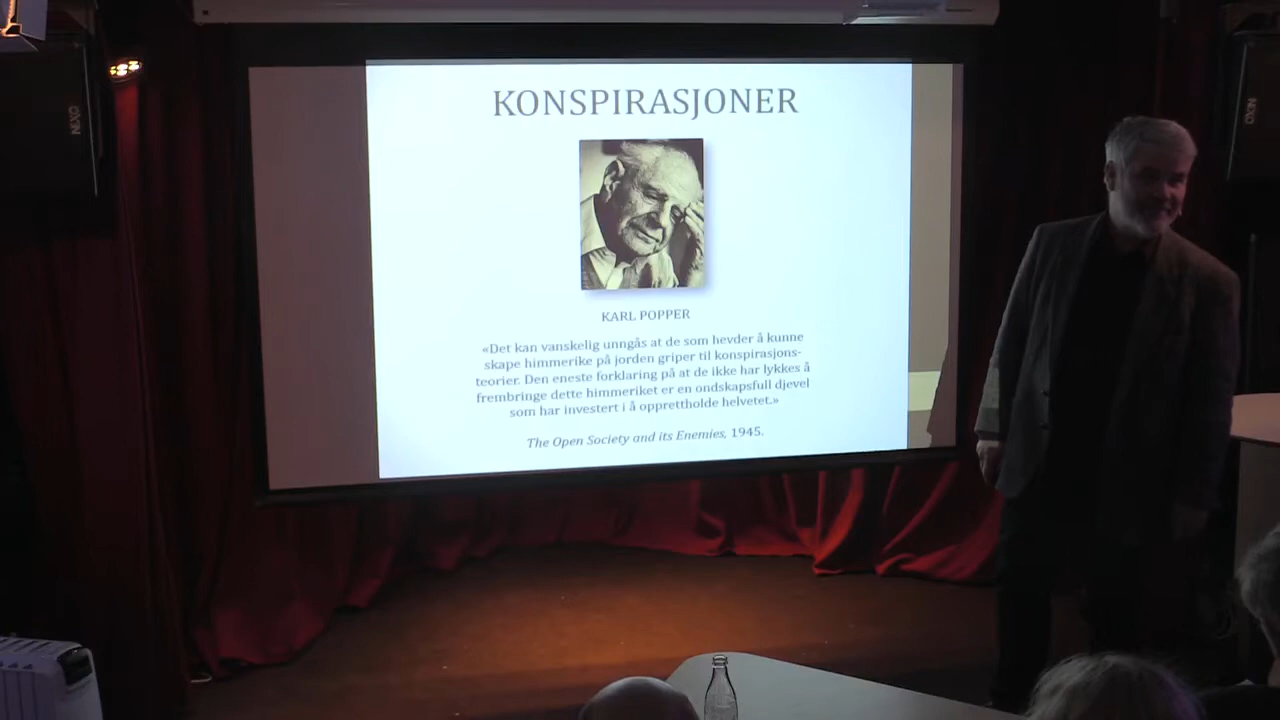 KONSPIRASJONER
KARL POPPER
«Det kan vanskelig unngås at de som hevder å kunne
skape himmerike på jorden griper til konspirasjons-
teorier. Den eneste forklaring på at de ikke har lykkes å
frembringe dette himmeriket er en ondskapsfull djevel
som har investert i å opprettholde helvetet.»
The Open Society and its Enemies, 1945.
NEXO
NEXO